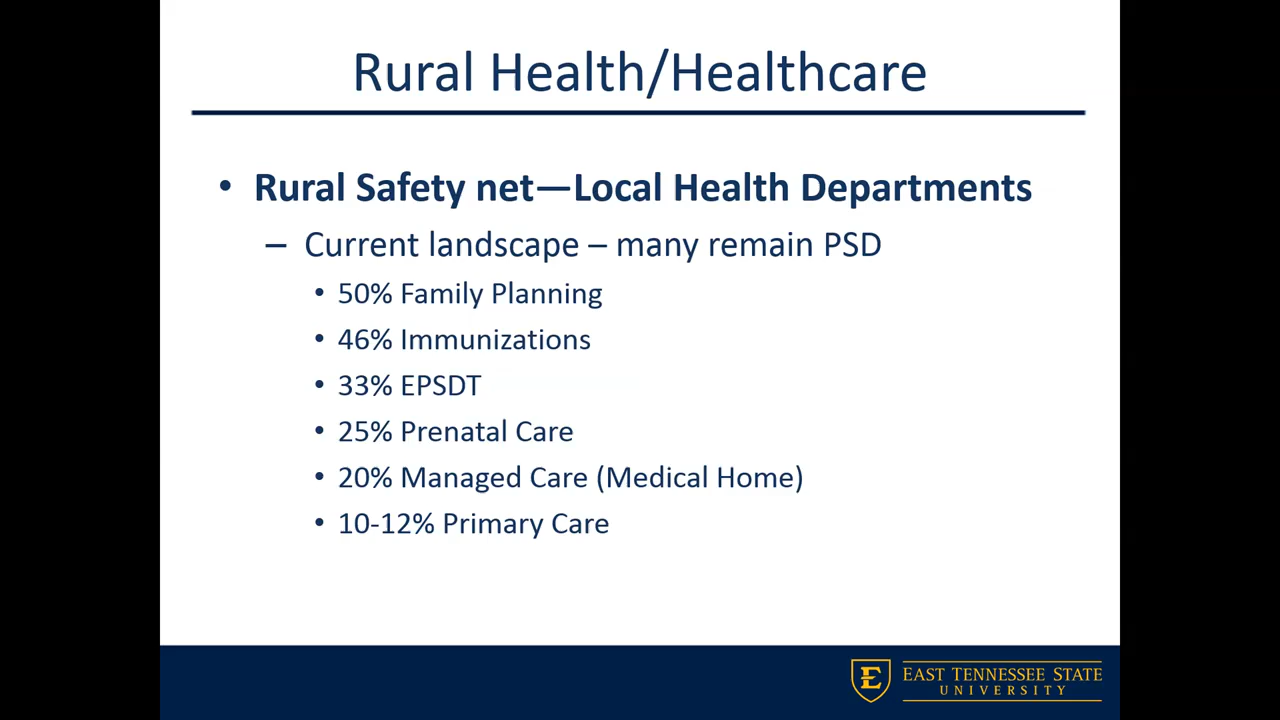 Rural Health/Healthcare
• Rural Safety net—Local Health Departments
– Current landscape – many remain PSD
• 50% Family Planning
• 46% Immunizations
• 33% EPSDT
• 25% Prenatal Care
• 20% Managed Care (Medical Home)
• 10-12% Primary Care
E
EAST TENNESSEE STATE
UNIVERSITY